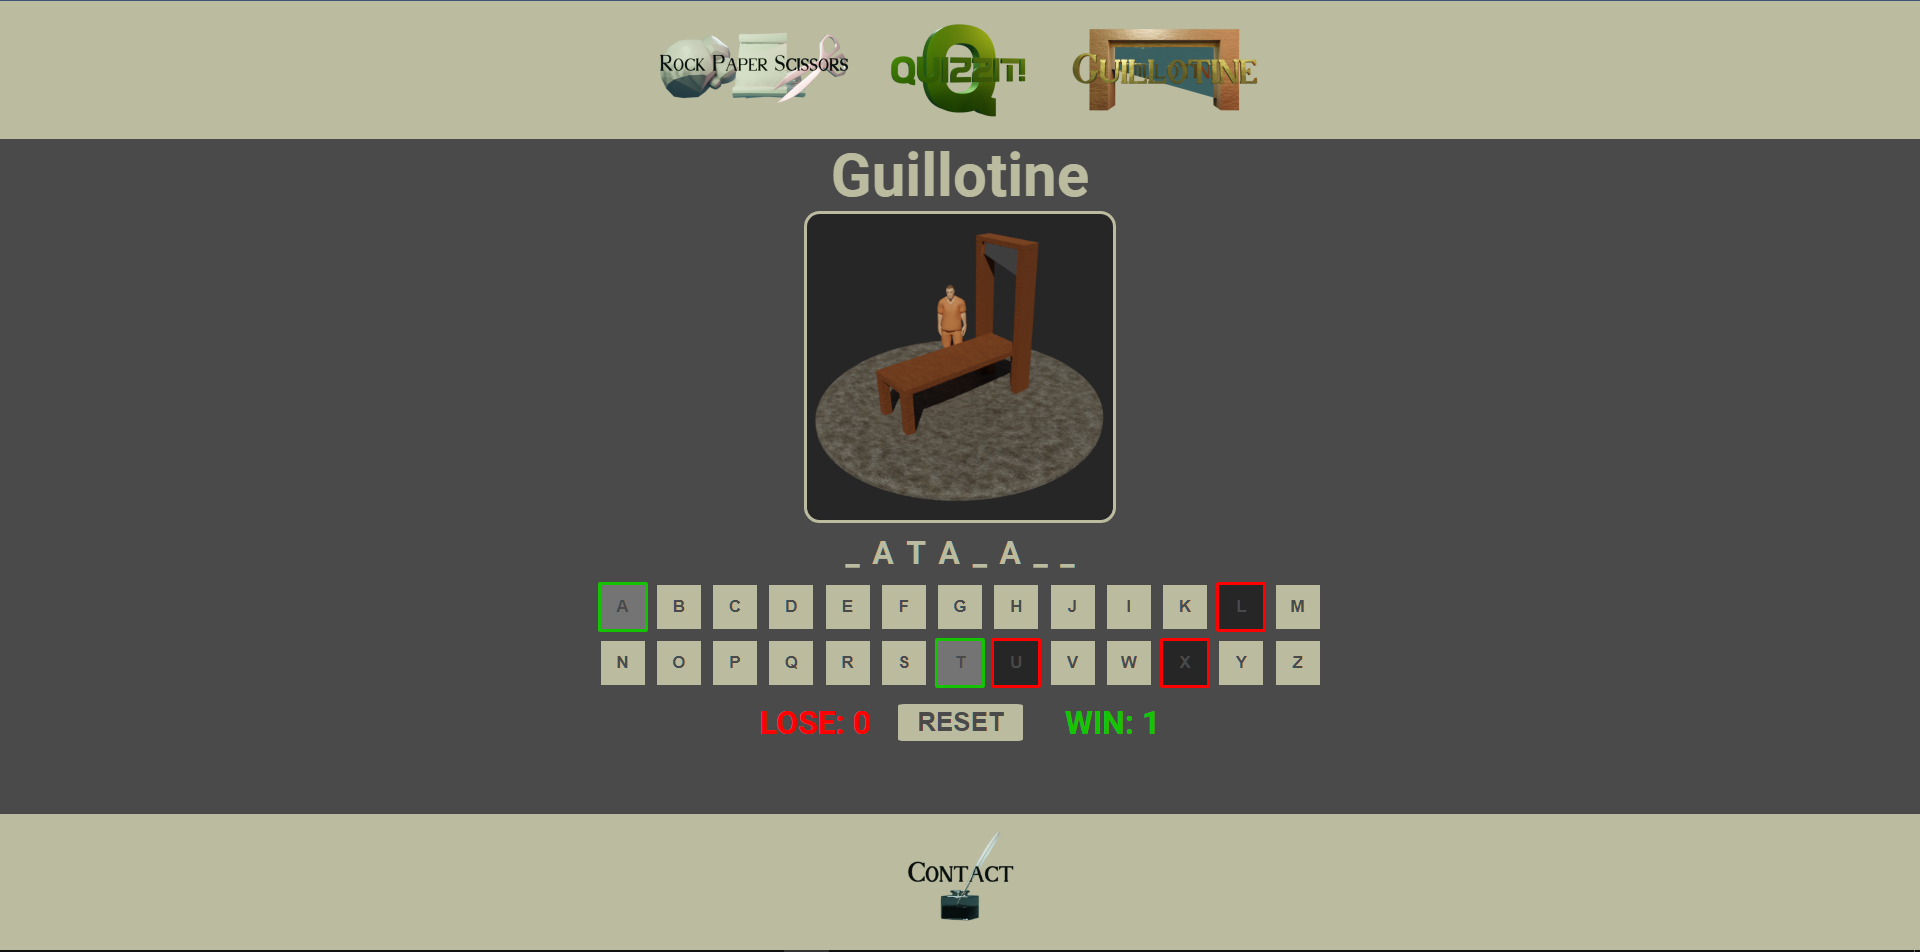 Rock Paper Scissors
QUIZZIT!
Guillotine
Guillotine
_ A T A _ A _ _
A B C D E F G H J I K L M
N O P Q R S T U V W X Y Z
LOSE: 0 RESET WIN: 1
Contact